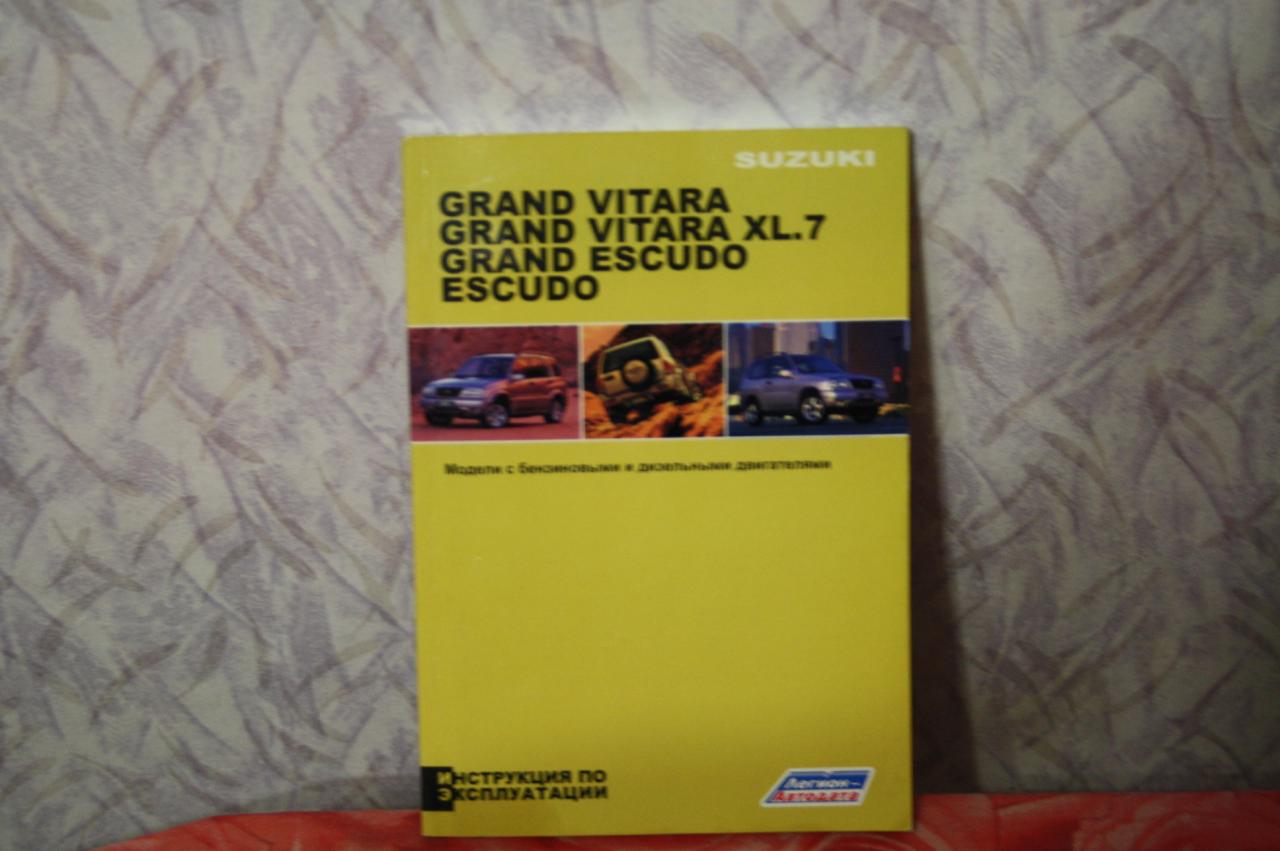 SUZUKI
GRAND VITARA
GRAND VITARA XL.7
GRAND ESCUDO
ESCUDO
Модели с бензиновыми и дизельными двигателями
ИНСТРУКЦИЯ ПО
ЭКСПЛУАТАЦИИ
Легион-
Автодата